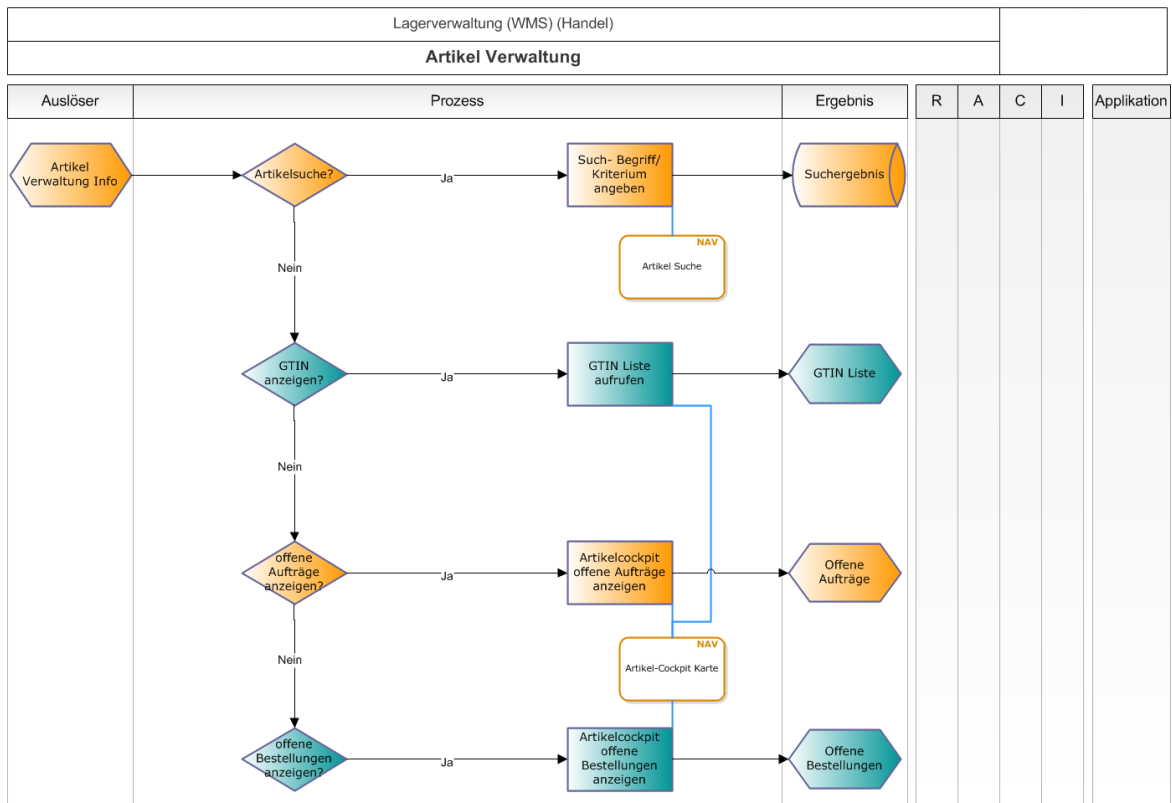 Lagerverwaltung (WMS) (Handel)
Artikel Verwaltung
Auslöser
Prozess
Ergebnis
R
A
C
I
Applikation
Artikel
Verwaltung Info
Artikelsuche?
Ja
Such- Begriff/
Kriterium
angeben
Suchergebnis
NAV
Artikel Suche
Nein
GTIN
anzeigen?
Ja
GTIN Liste
aufrufen
GTIN Liste
Nein
offene
Aufträge
anzeigen?
Ja
Artikelcockpit
offene Aufträge
anzeigen
Offene
Aufträge
Nein
NAV
Artikel-Cockpit Karte
offene
Bestellungen
anzeigen?
Ja
Artikelcockpit
offene
Bestellungen
anzeigen
Offene
Bestellungen